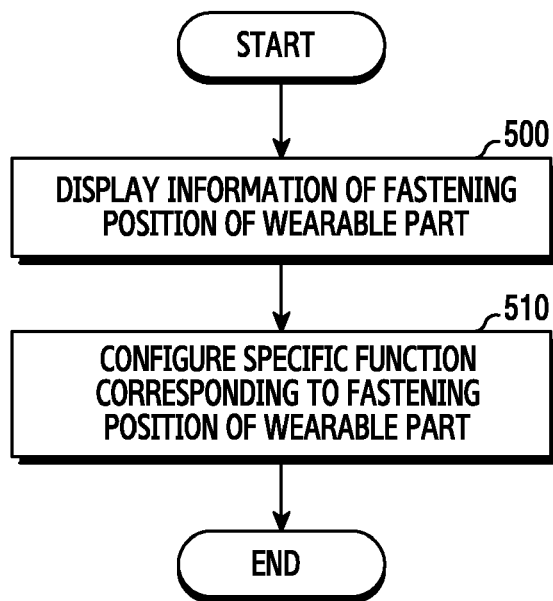 START
500
DISPLAY INFORMATION OF FASTENING
POSITION OF WEARABLE PART
510
CONFIGURE SPECIFIC FUNCTION
CORRESPONDING TO FASTENING
POSITION OF WEARABLE PART
END